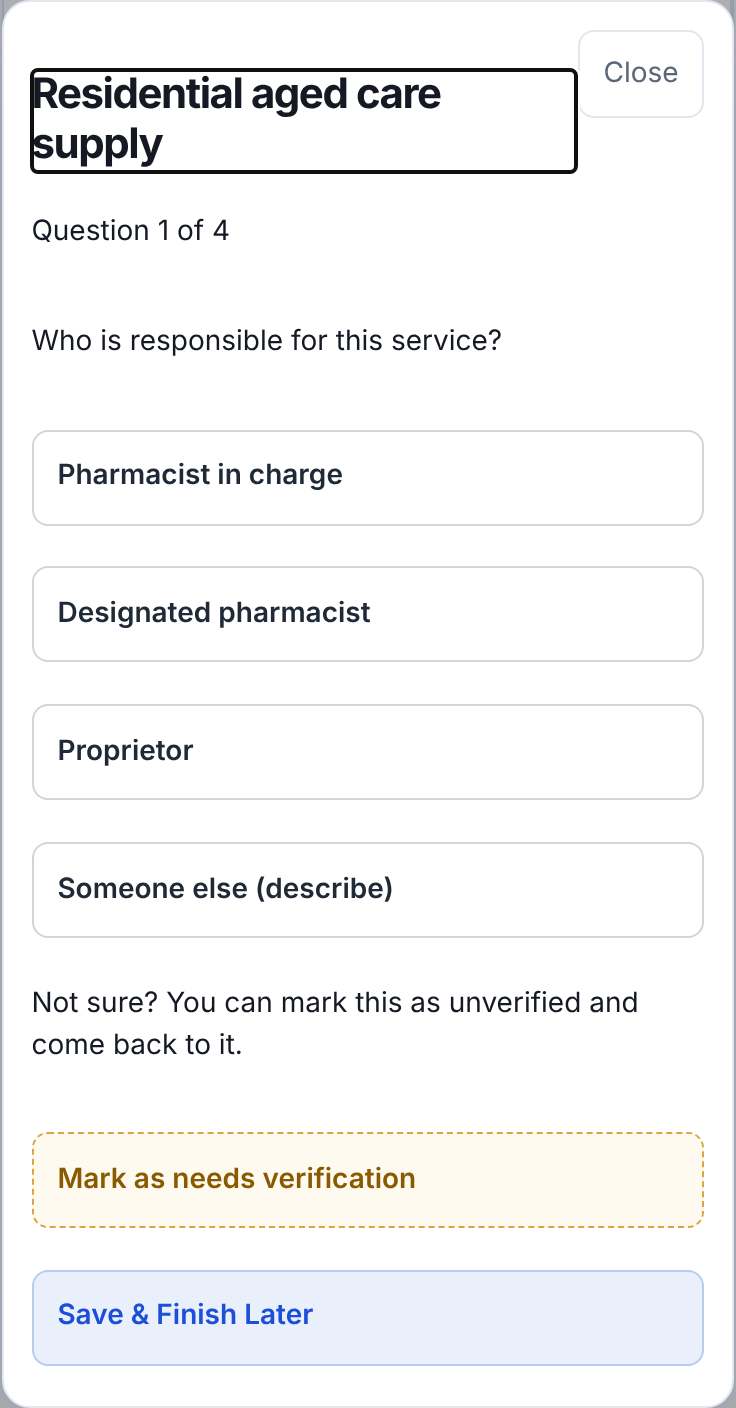 Close
Residential aged care
supply
Question 1 of 4
Who is responsible for this service?
Pharmacist in charge
Designated pharmacist
Proprietor
Someone else (describe)
Not sure? You can mark this as unverified and
come back to it.
Mark as needs verification
Save & Finish Later